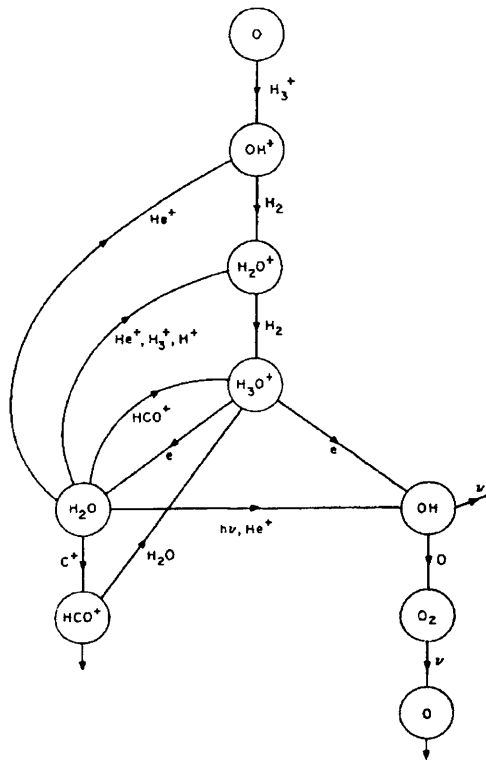 O
H₃⁺
OH⁺
H₂
He⁺
H₂O⁺
He⁺, H₃⁺, H⁺
H₂
H₃O⁺
HCO⁺
e
e
H₂O
hν, He⁺
OH
ν
C⁺
H₂O
O
HCO⁺
O₂
ν
O